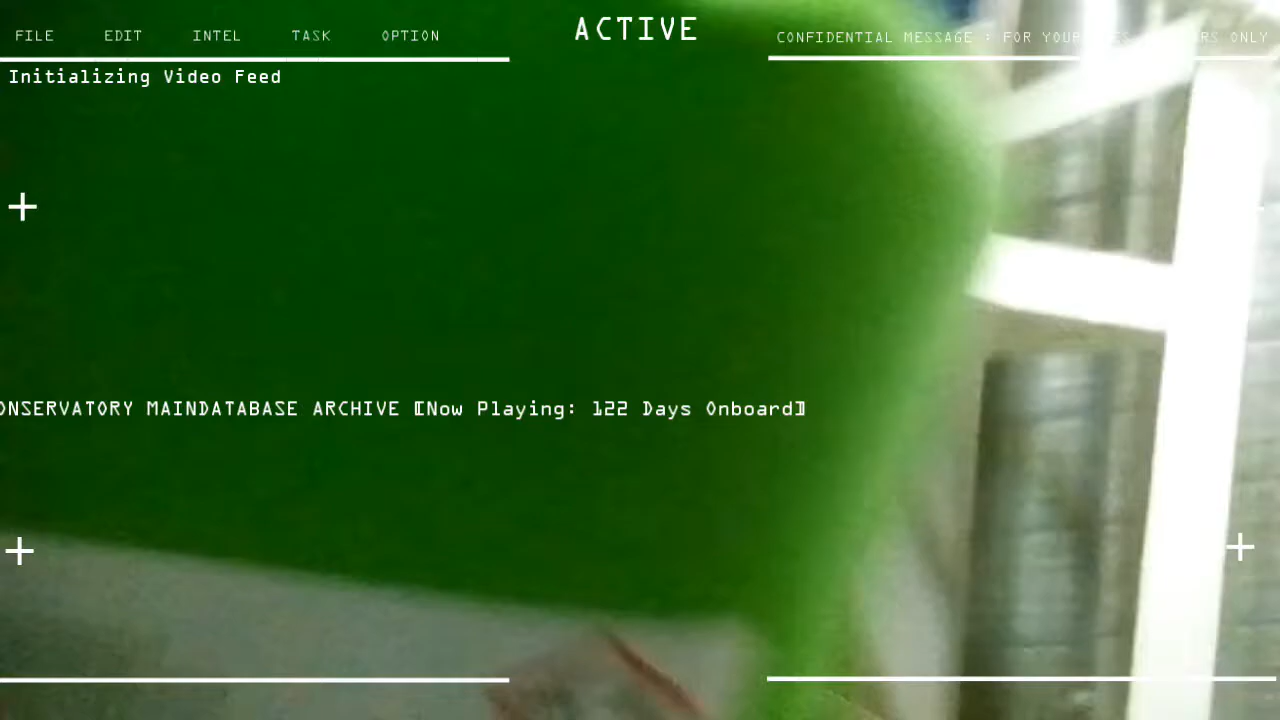 FILE EDIT INTEL TASK OPTION
ACTIVE
CONFIDENTIAL MESSAGE : FOR YOUR ONLY
Initializing Video Feed
ONSERVATORY MAINDATABASE ARCHIVE [Now Playing: 122 Days Onboard]